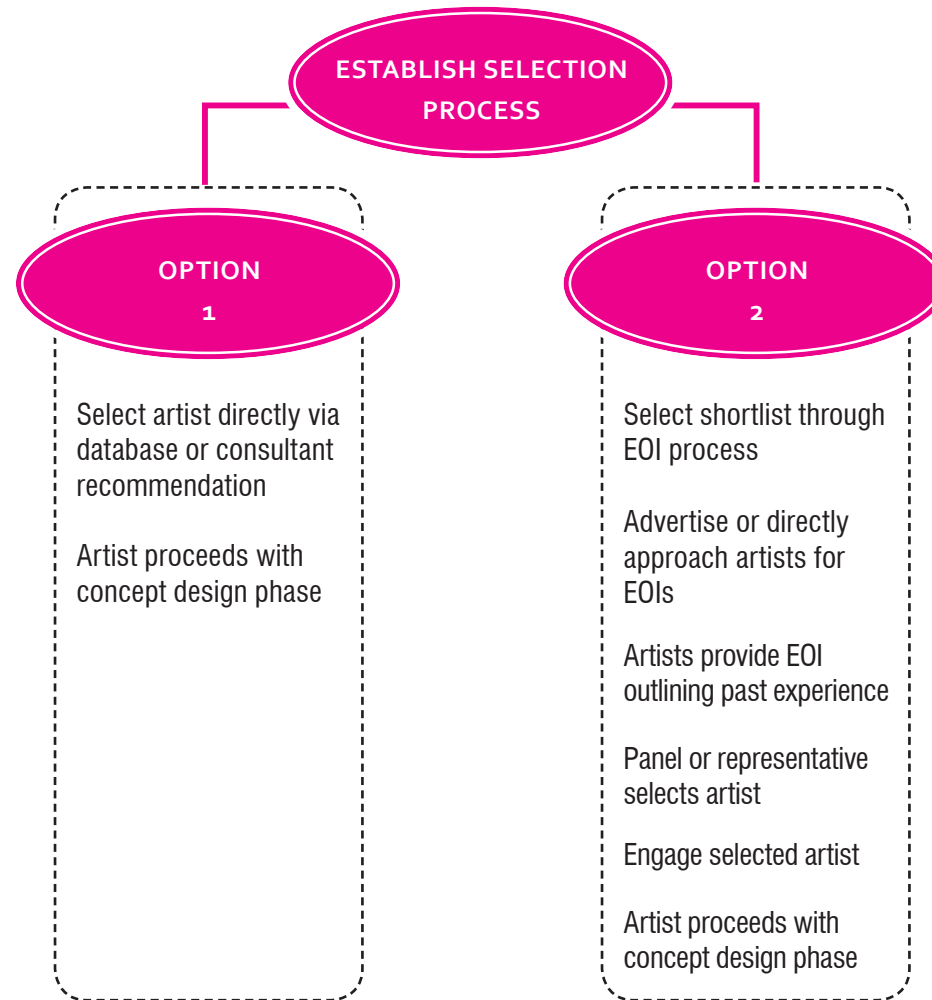 ESTABLISH SELECTION
PROCESS
OPTION
1
Select artist directly via
database or consultant
recommendation
Artist proceeds with
concept design phase
OPTION
2
Select shortlist through
EOI process
Advertise or directly
approach artists for
EOIs
Artists provide EOI
outlining past experience
Panel or representative
selects artist
Engage selected artist
Artist proceeds with
concept design phase